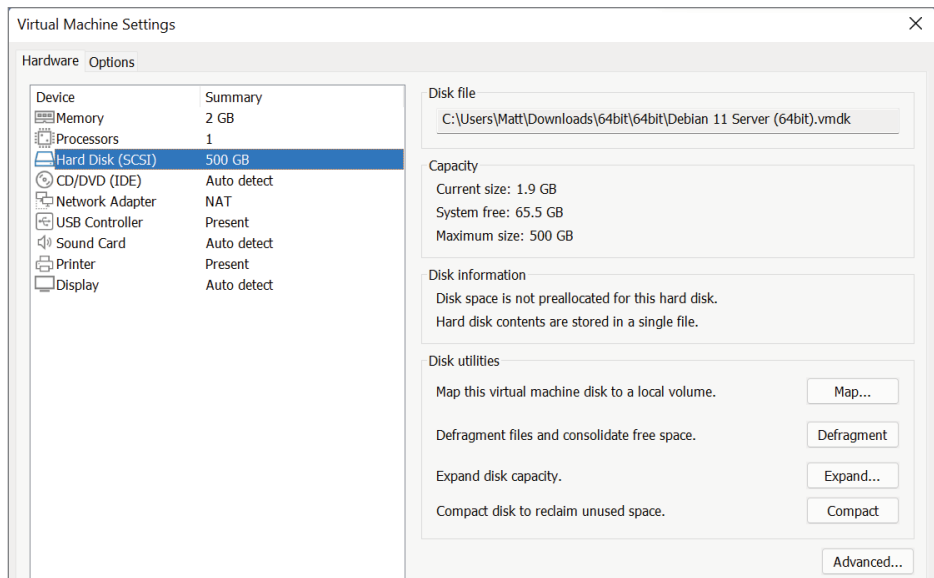 Virtual Machine Settings
Hardware Options
Device Summary
Memory 2 GB
Processors 1
Hard Disk (SCSI) 500 GB
CD/DVD (IDE) Auto detect
Network Adapter NAT
USB Controller Present
Sound Card Auto detect
Printer Present
Display Auto detect
Disk file
C:\Users\Matt\Downloads\64bit\64bit\Debian 11 Server (64bit).vmdk
Capacity
Current size: 1.9 GB
System free: 65.5 GB
Maximum size: 500 GB
Disk information
Disk space is not preallocated for this hard disk.
Hard disk contents are stored in a single file.
Disk utilities
Map this virtual machine disk to a local volume. Map...
Defragment files and consolidate free space. Defragment
Expand disk capacity. Expand...
Compact disk to reclaim unused space. Compact
Advanced...